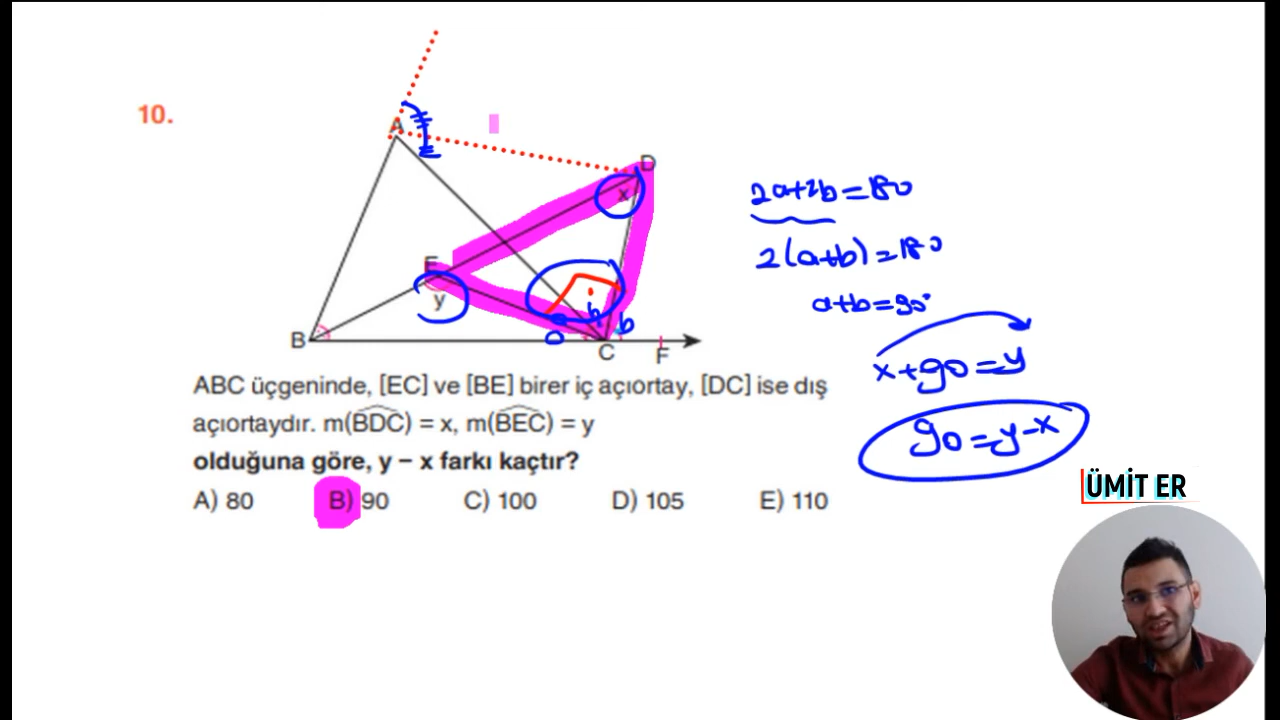 10.
A
D
x
E
y
a
b
b
B
C
F
2a+2b=180
2(a+b)=180
a+b=90°
x+90=y
90=y-x
ABC üçgeninde, [EC] ve [BE] birer iç açıortay, [DC] ise dış
açıortaydır. m(BDC) = x, m(BEC) = y
olduğuna göre, y – x farkı kaçtır?
A) 80 B) 90 C) 100 D) 105 E) 110
ÜMİT ER